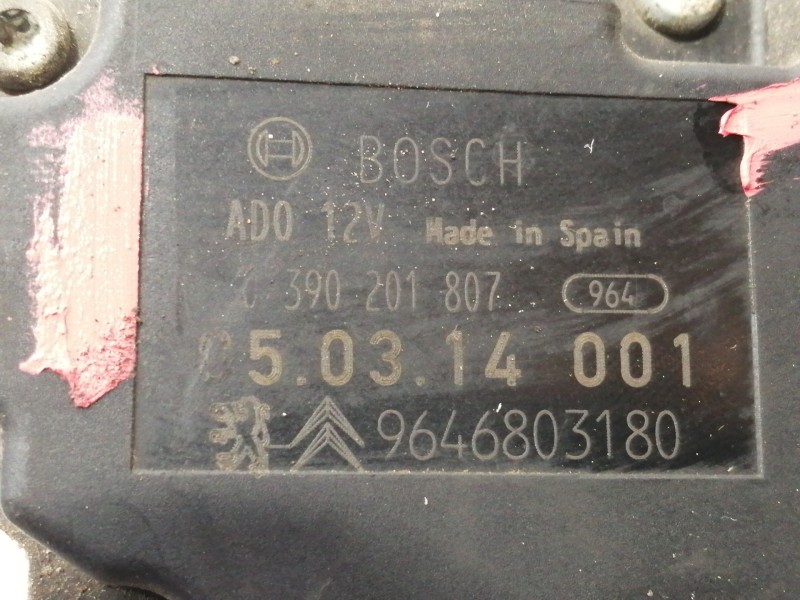 BOSCH
ADO 12V Made in Spain
390 201 807 964
5.03.14 001
9646803180